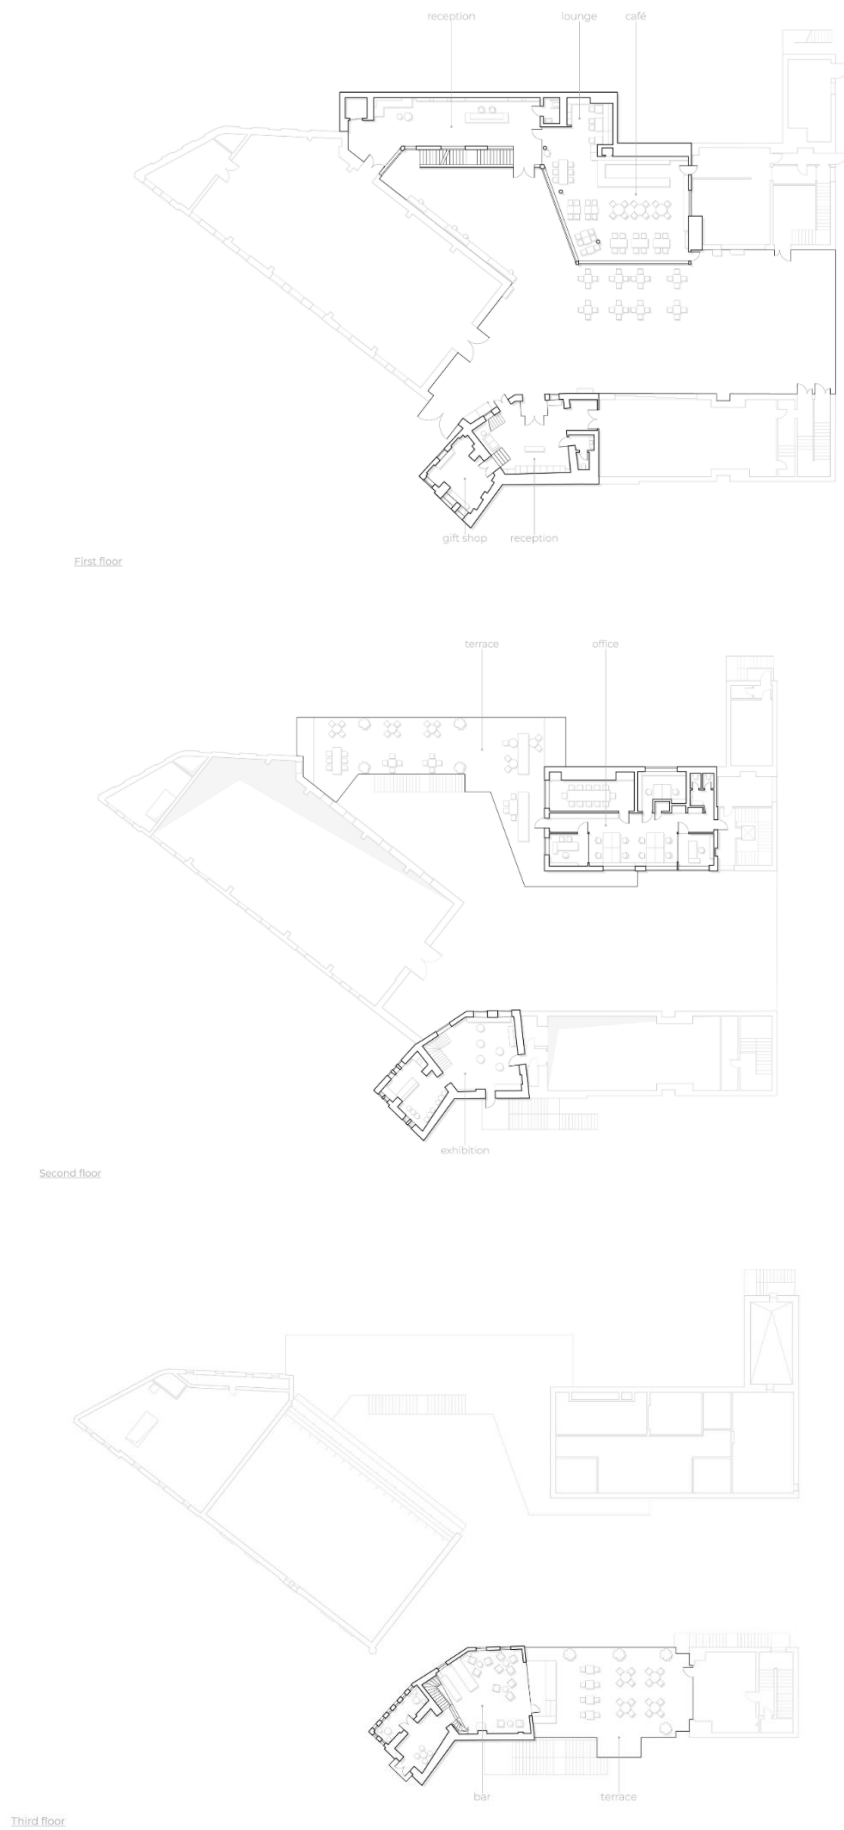 reception
lounge
café
gift shop
reception
First floor
terrace
office
exhibition
Second floor
bar
terrace
Third floor